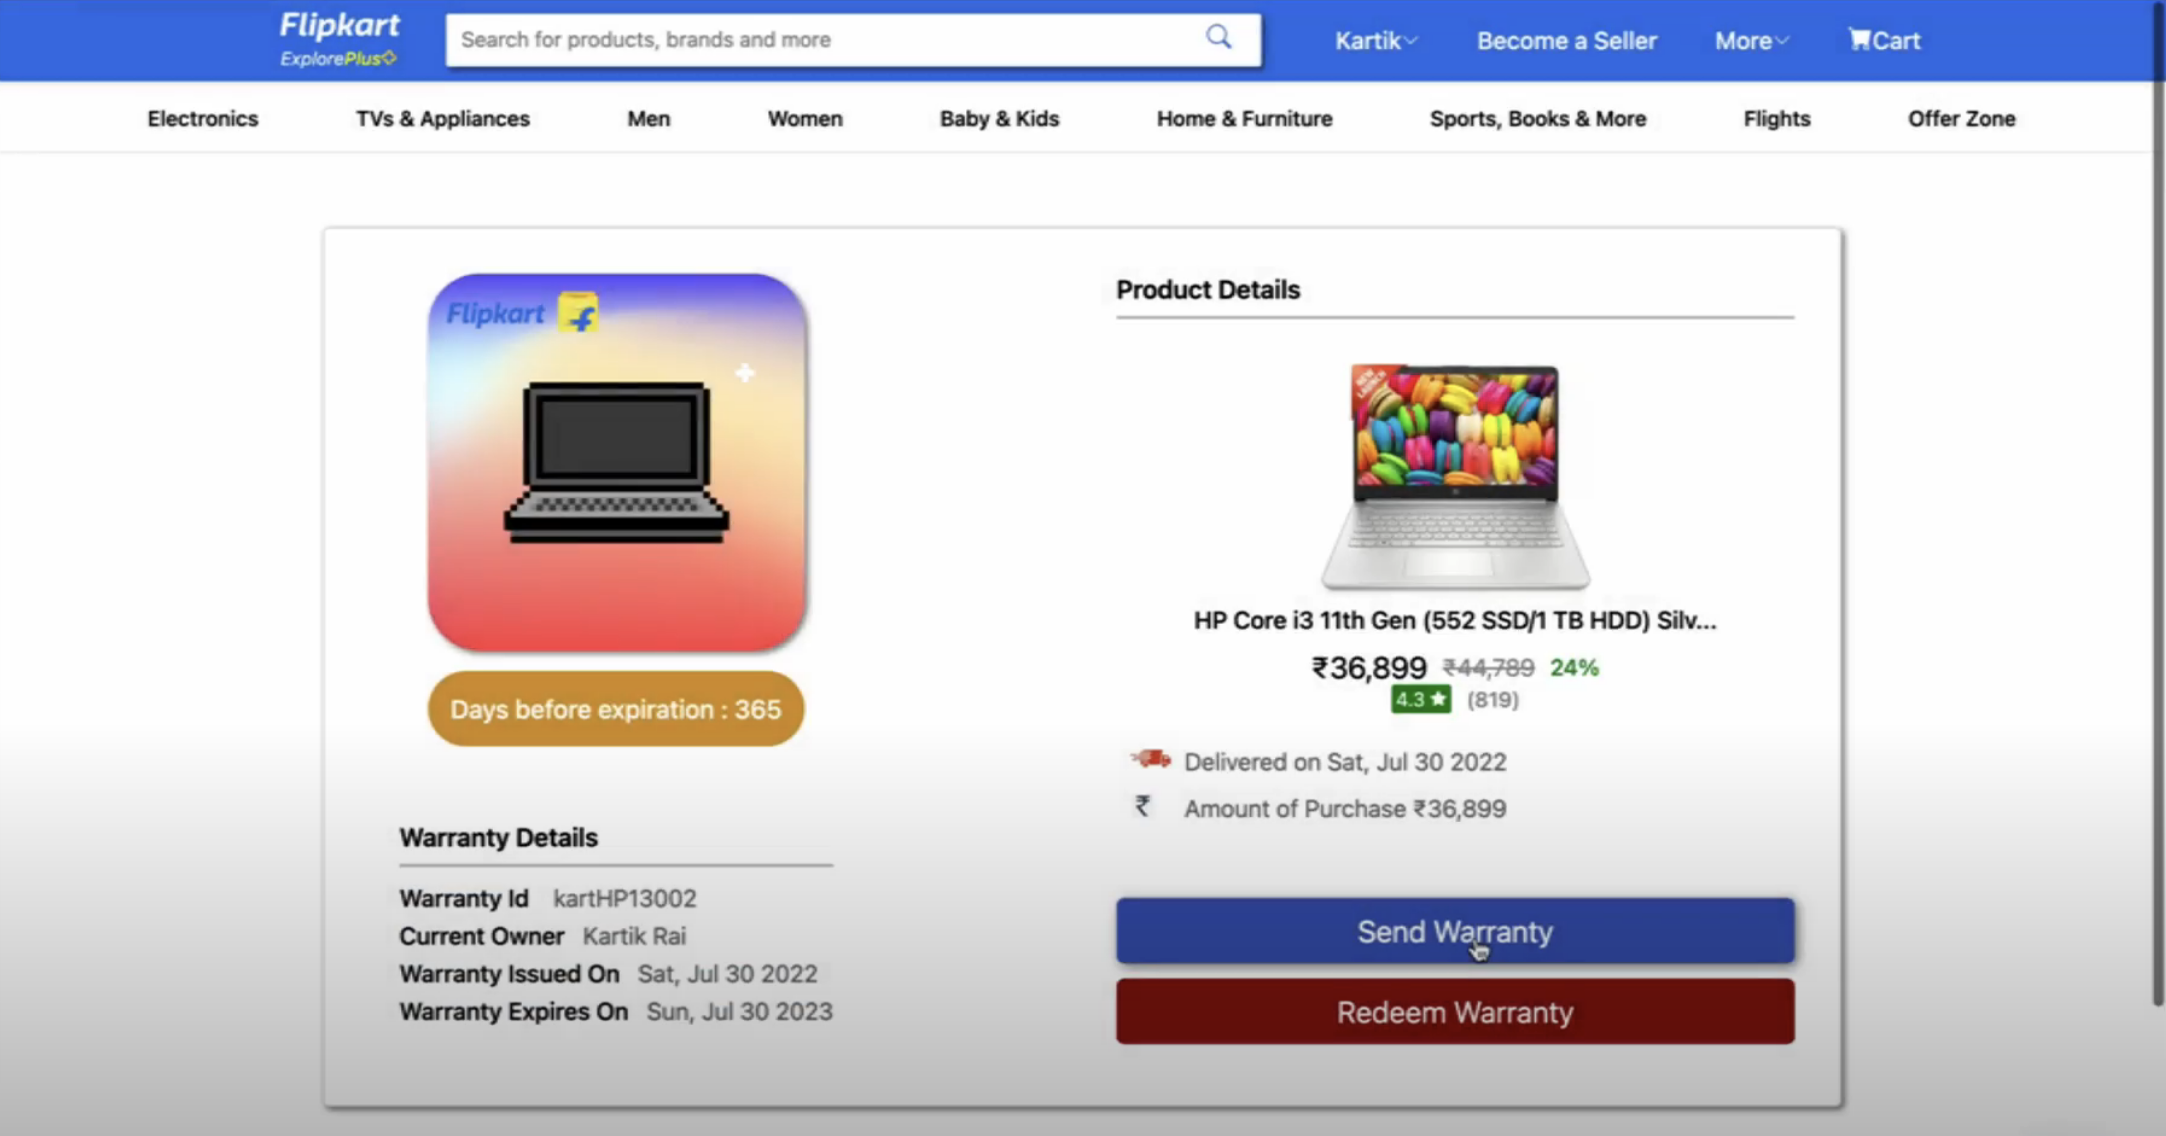 Flipkart
ExplorePlus
Search for products, brands and more
Kartik
Become a Seller
More
Cart
Electronics
TVs & Appliances
Men
Women
Baby & Kids
Home & Furniture
Sports, Books & More
Flights
Offer Zone
Flipkart
Days before expiration : 365
Warranty Details
Warranty Id kartHP13002
Current Owner Kartik Rai
Warranty Issued On Sat, Jul 30 2022
Warranty Expires On Sun, Jul 30 2023
Product Details
NEW
LAUNCH
HP Core i3 11th Gen (552 SSD/1 TB HDD) Silv...
₹36,899 ₹44,789 24%
4.3 ★ (819)
Delivered on Sat, Jul 30 2022
₹ Amount of Purchase ₹36,899
Send Warranty
Redeem Warranty